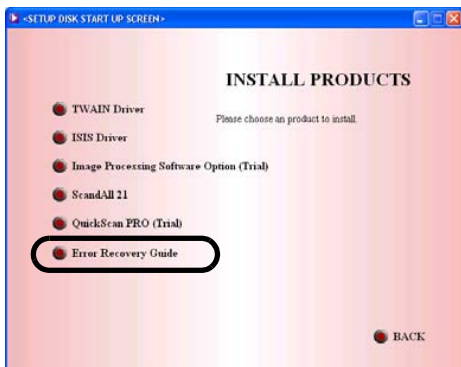 <SETUP DISK START UP SCREEN>
INSTALL PRODUCTS
Please choose an product to install.
TWAIN Driver
ISIS Driver
Image Processing Software Option (Trial)
ScandAll 21
QuickScan PRO (Trial)
Error Recovery Guide
BACK